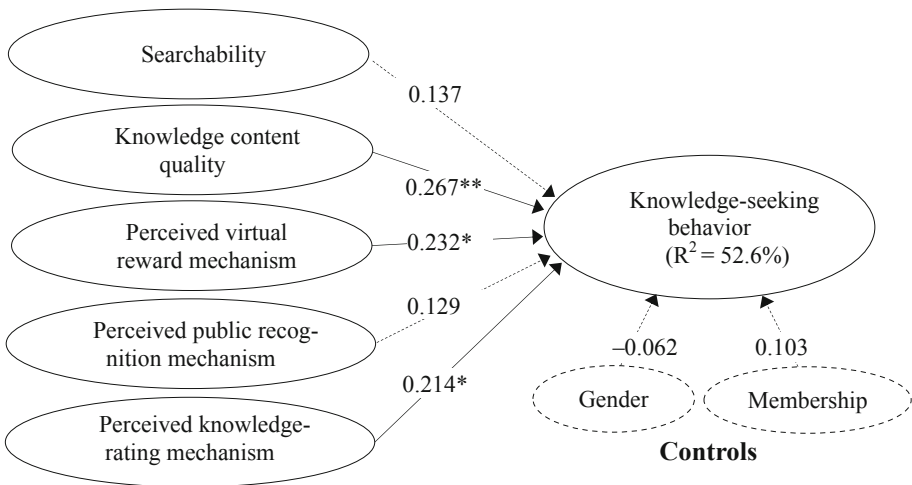 Searchability
0.137
Knowledge content
quality
0.267**
Perceived virtual
reward mechanism
0.232*
Perceived public recog-
nition mechanism
0.129
Perceived knowledge-
rating mechanism
0.214*
Knowledge-seeking
behavior
(R² = 52.6%)
–0.062
0.103
Gender
Membership
Controls